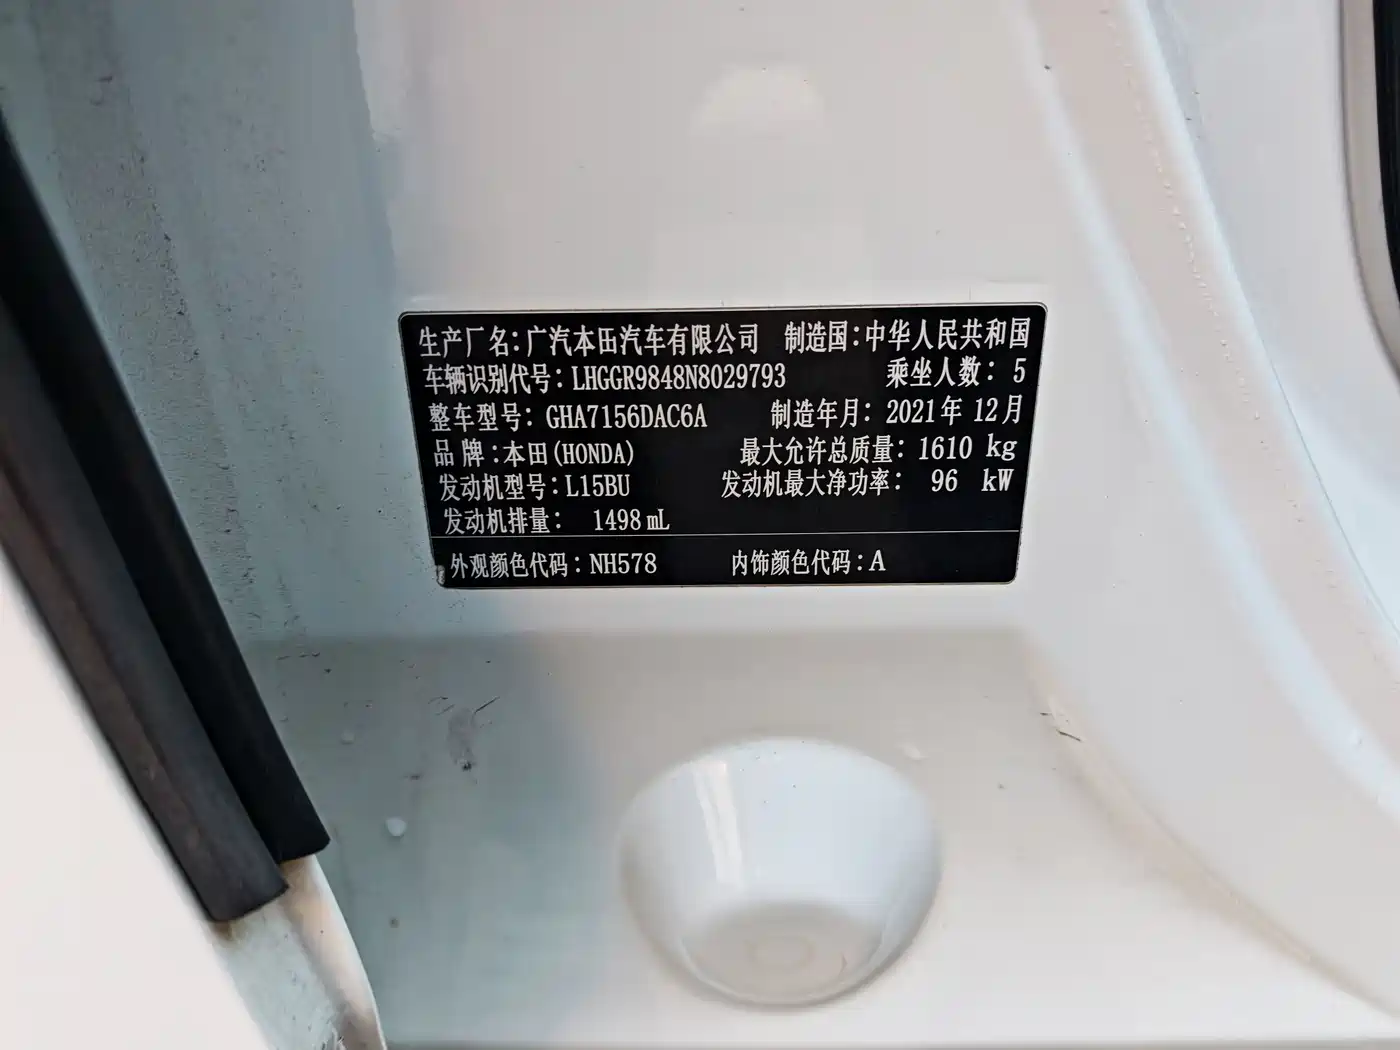 生产厂名：广汽本田汽车有限公司 制造国：中华人民共和国
车辆识别代号：LHGGR9848N8029793 乘坐人数：5
整车型号：GHA7156DAC6A 制造年月：2021年12月
品牌：本田(HONDA) 最大允许总质量：1610 kg
发动机型号：L15BU 发动机最大净功率：96 kW
发动机排量：1498 mL
外观颜色代码：NH578 内饰颜色代码：A